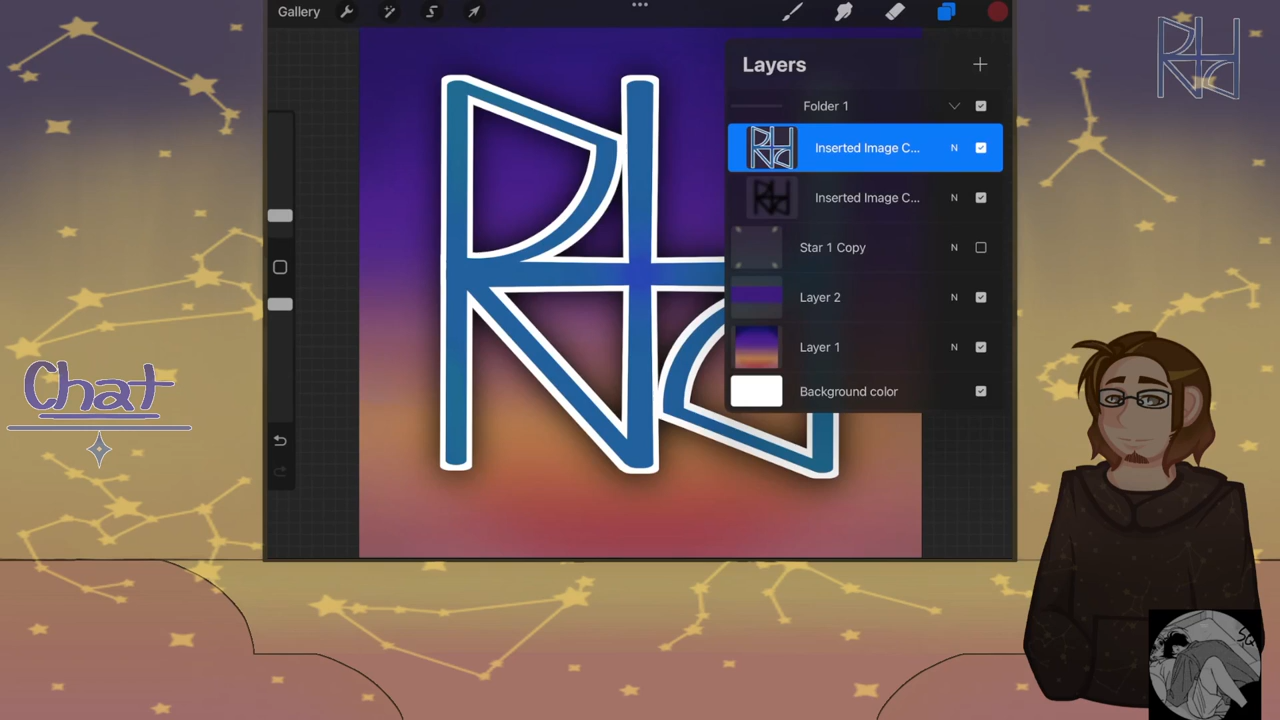 Gallery
Layers
Folder 1
Inserted Image C... N
Inserted Image C... N
Star 1 Copy N
Layer 2 N
Layer 1 N
Background color
Chat